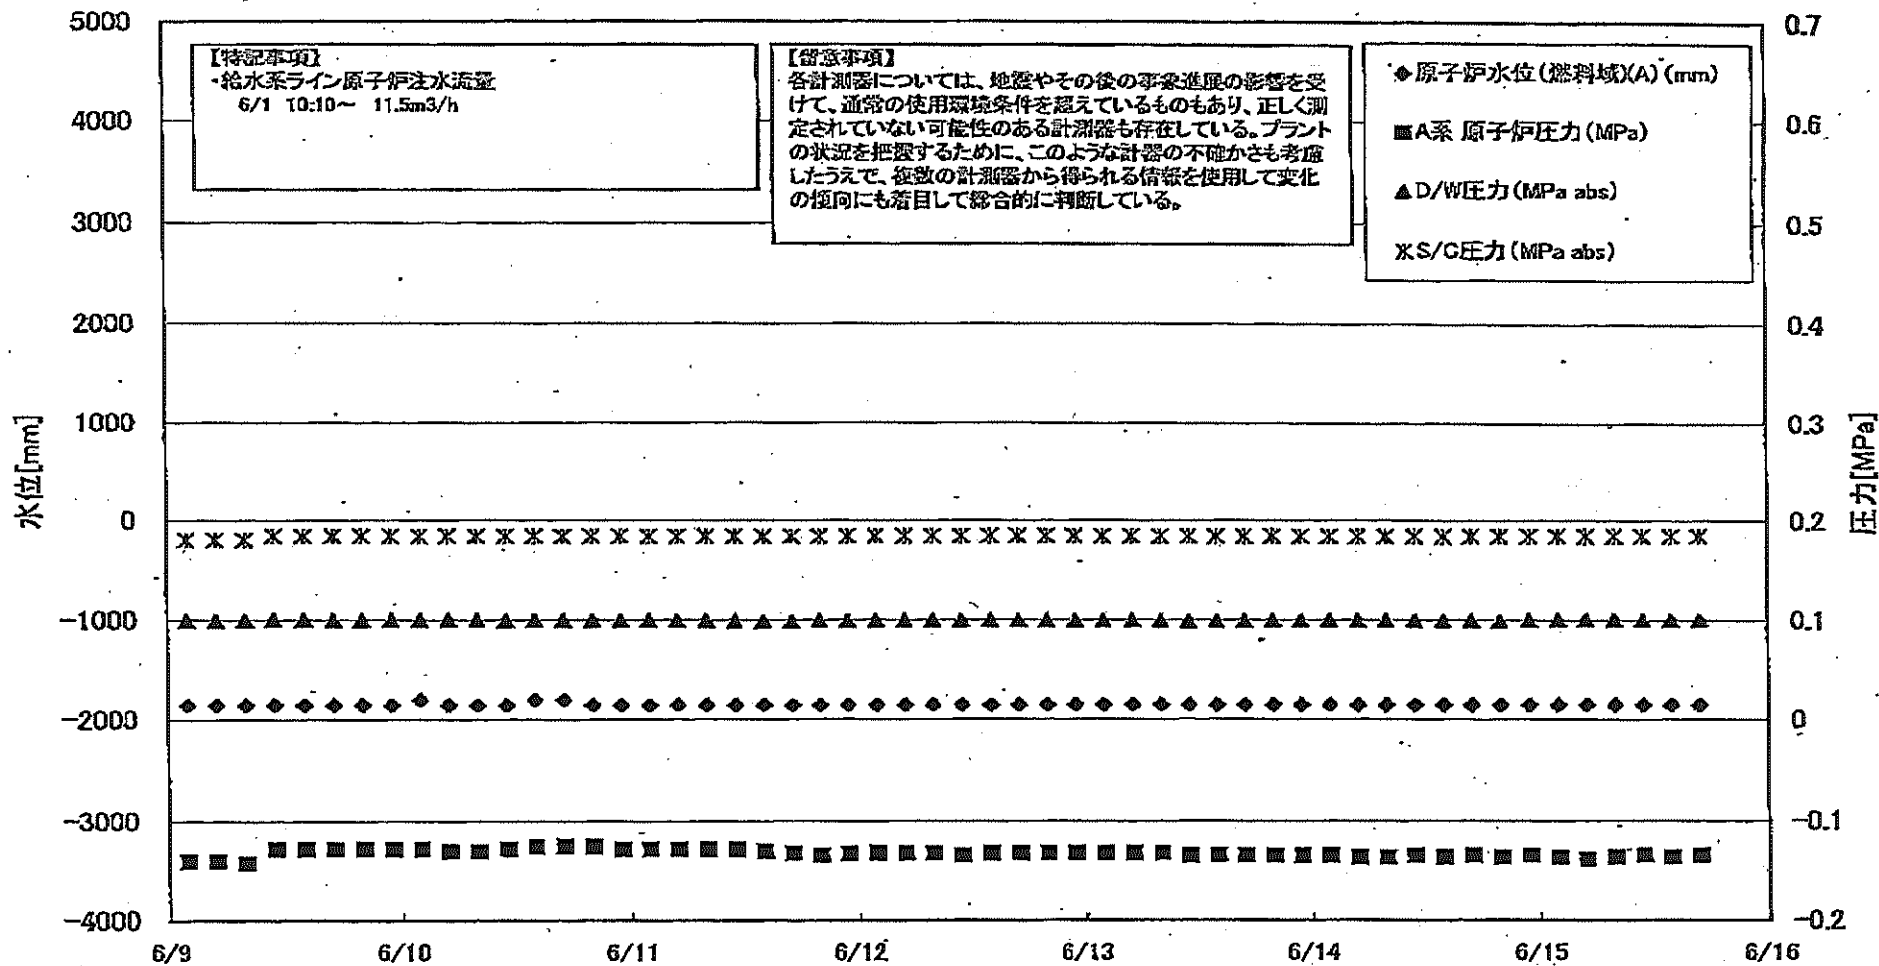 5000
4000
3000
2000
1000
0
-1000
-2000
-3000
-4000
水位[mm]
【特記事項】
・給水系ライン原子炉注水流量
6/1 10:10～ 11.5m3/h
【留意事項】
各計測器については、地震やその後の事象進展の影響を受
けて、通常の使用環境条件を超えているものもあり、正しく測
定されていない可能性のある計測器も存在している。プラント
の状況を把握するために、このような計器の不確かさも考慮
したうえで、複数の計測器から得られる情報を使用して変化
の傾向にも着目して総合的に判断している。
原子炉水位(燃料域)(A) (mm)
A系 原子炉圧力(MPa)
D/W圧力(MPa abs)
S/C圧力(MPa abs)
0.7
0.6
0.5
0.4
0.3
0.2
0.1
0
-0.1
-0.2
圧力[MPa]
6/9 6/10 6/11 6/12 6/13 6/14 6/15 6/16